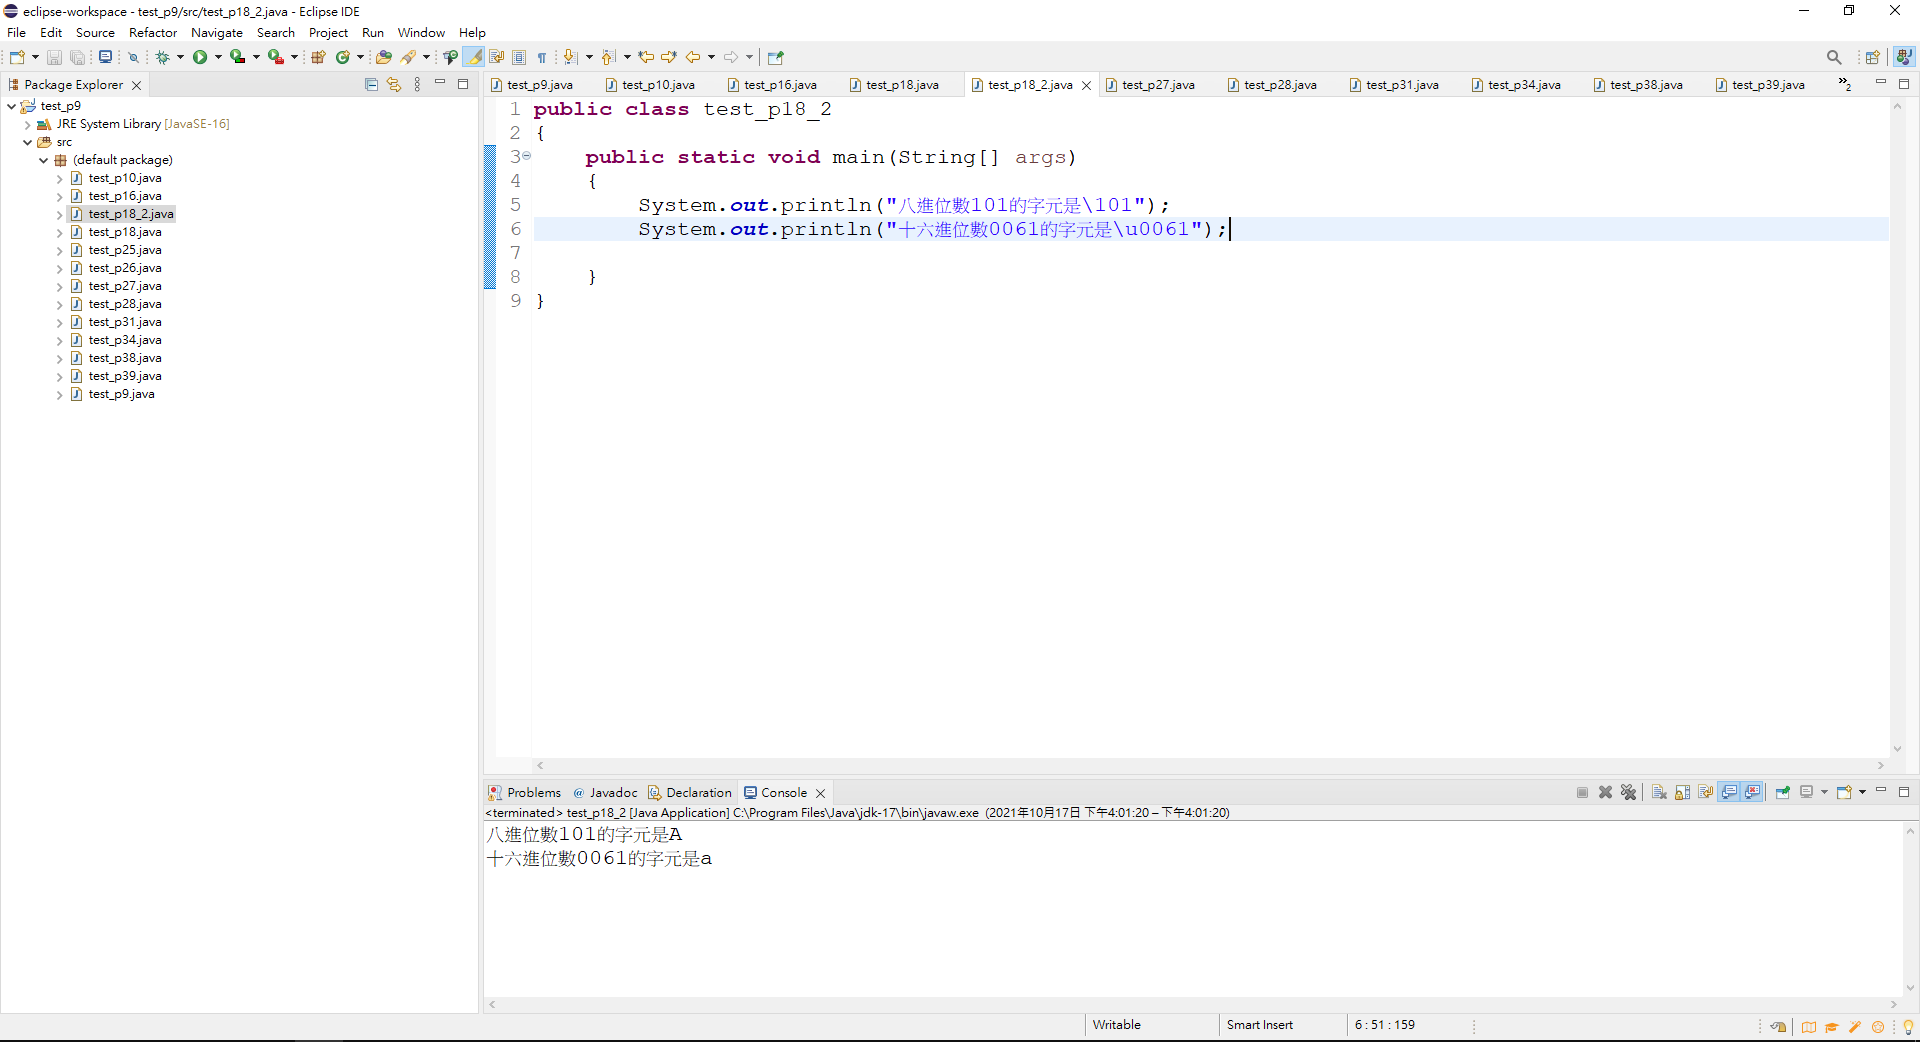 eclipse-workspace - test_p9/src/test_p18_2.java - Eclipse IDE
File Edit Source Refactor Navigate Search Project Run Window Help
Package Explorer
test_p9
JRE System Library [JavaSE-16]
src
(default package)
test_p10.java
test_p16.java
test_p18_2.java
test_p18.java
test_p25.java
test_p26.java
test_p27.java
test_p28.java
test_p31.java
test_p34.java
test_p38.java
test_p39.java
test_p9.java
test_p9.java test_p10.java test_p16.java test_p18.java test_p18_2.java test_p27.java test_p28.java test_p31.java test_p34.java test_p38.java test_p39.java »2
1 public class test_p18_2
2 {
3 public static void main(String[] args)
4 {
5 System.out.println("八進位數101的字元是\101");
6 System.out.println("十六進位數0061的字元是\u0061");
7
8 }
9 }
Problems @ Javadoc Declaration Console
<terminated> test_p18_2 [Java Application] C:\Program Files\Java\jdk-17\bin\javaw.exe (2021年10月17日 下午4:01:20 – 下午4:01:20)
八進位數101的字元是A
十六進位數0061的字元是a
Writable Smart Insert 6 : 51 : 159